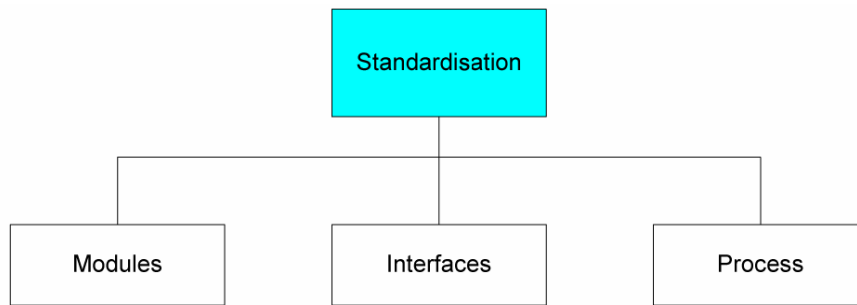 Standardisation
Modules
Interfaces
Process